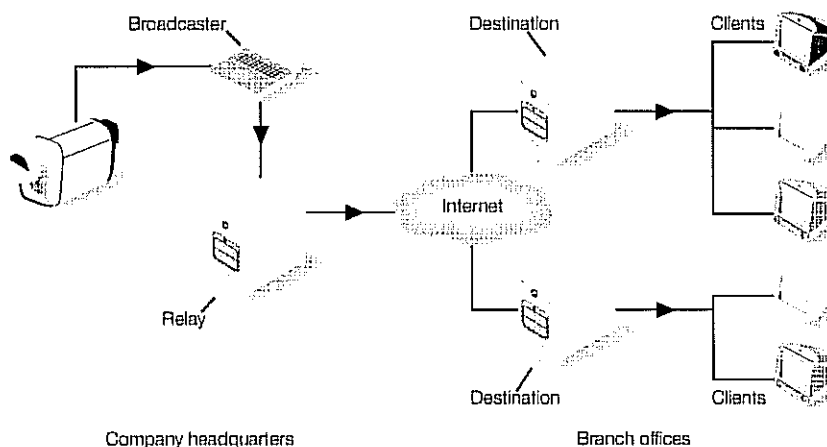 Broadcaster
Destination
Clients
Internet
Relay
Destination
Clients
Company headquarters
Branch offices